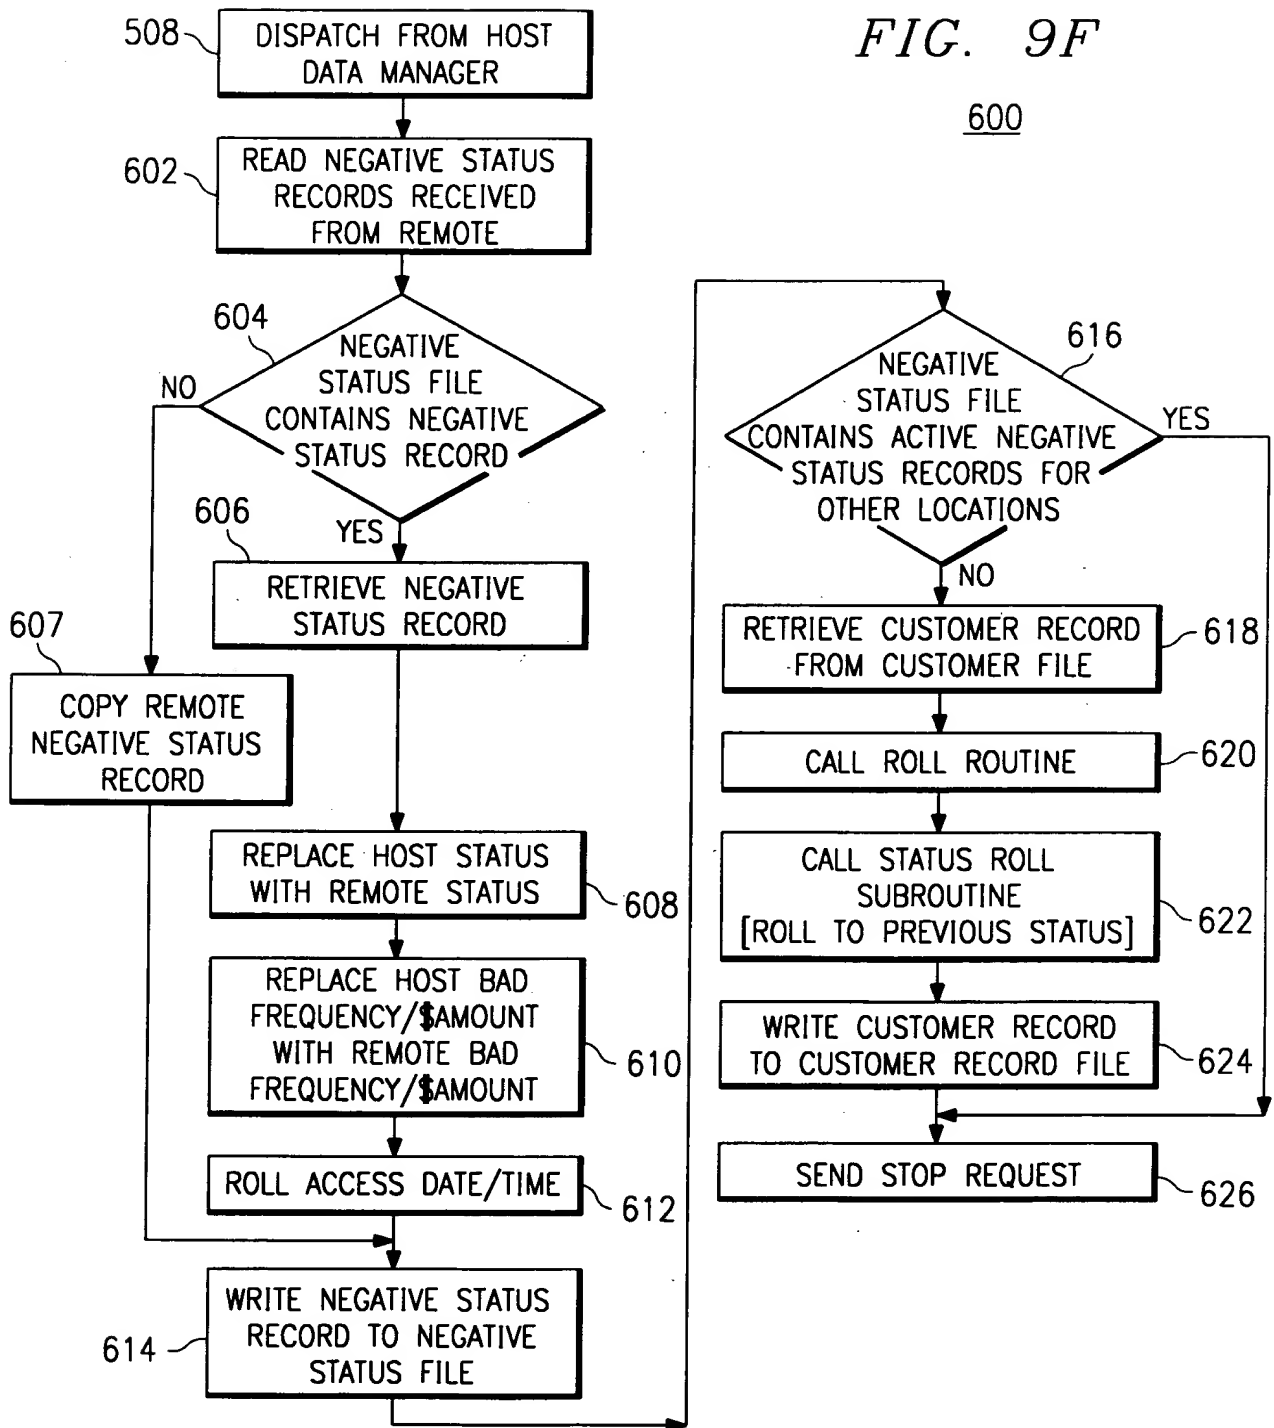 FIG. 9F
600
508
DISPATCH FROM HOST
DATA MANAGER
602
READ NEGATIVE STATUS
RECORDS RECEIVED
FROM REMOTE
604
NEGATIVE
STATUS FILE
CONTAINS NEGATIVE
STATUS RECORD
NO
YES
606
RETRIEVE NEGATIVE
STATUS RECORD
607
COPY REMOTE
NEGATIVE STATUS
RECORD
REPLACE HOST STATUS
WITH REMOTE STATUS
608
REPLACE HOST BAD
FREQUENCY/$AMOUNT
WITH REMOTE BAD
FREQUENCY/$AMOUNT
610
ROLL ACCESS DATE/TIME
612
WRITE NEGATIVE STATUS
RECORD TO NEGATIVE
STATUS FILE
614
616
NEGATIVE
STATUS FILE
CONTAINS ACTIVE NEGATIVE
STATUS RECORDS FOR
OTHER LOCATIONS
YES
NO
RETRIEVE CUSTOMER RECORD
FROM CUSTOMER FILE
618
CALL ROLL ROUTINE
620
CALL STATUS ROLL
SUBROUTINE
[ROLL TO PREVIOUS STATUS]
622
WRITE CUSTOMER RECORD
TO CUSTOMER RECORD FILE
624
SEND STOP REQUEST
626